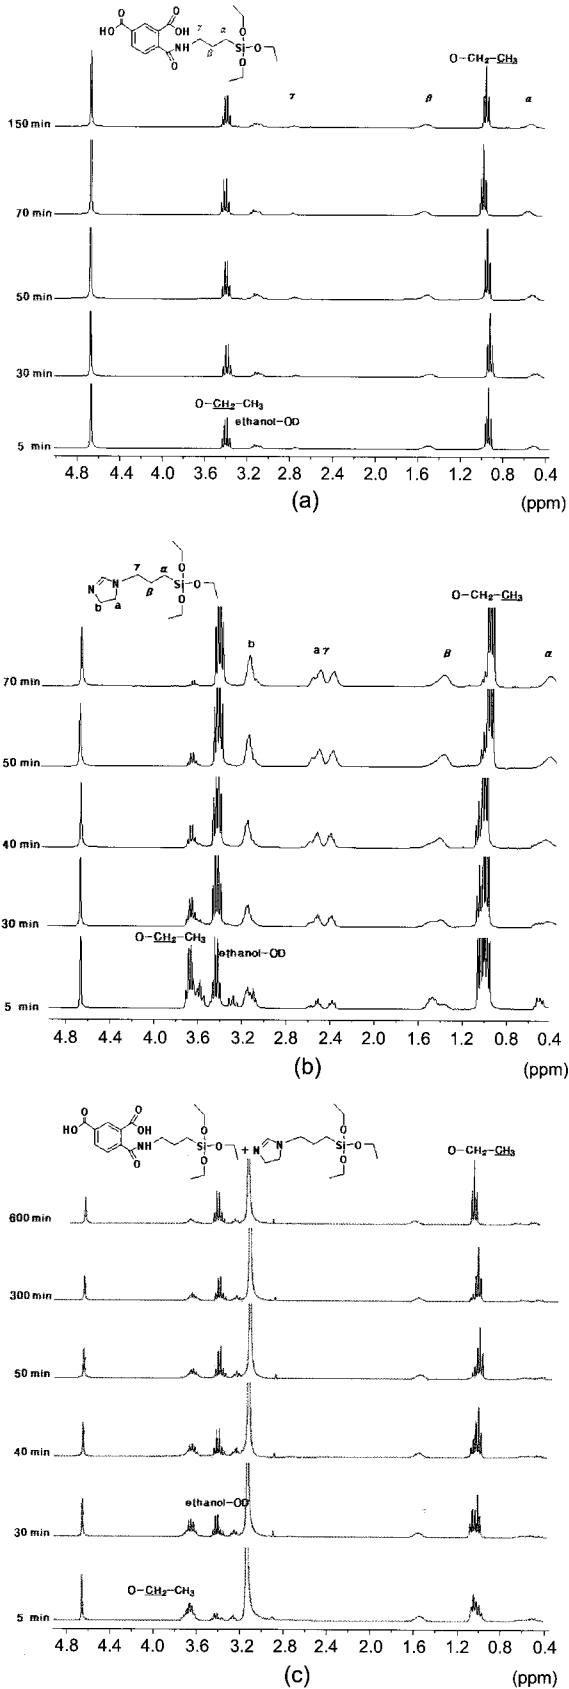 O O
HO OH γ α O
NH Si-O
O β O
O-CH₂-CH₃
γ β α
150 min
70 min
50 min
30 min
O-CH₂-CH₃
ethanol-OD
5 min
5.0 4.8 4.4 4.0 3.6 3.2 2.8 2.4 2.0 1.6 1.2 0.8 0.4
(a) (ppm)
γ α O
N N Si-O
b a β O
O-CH₂-CH₃
b a γ β α
70 min
50 min
40 min
30 min
O-CH₂-CH₃
ethanol-OD
5 min
4.8 4.4 4.0 3.6 3.2 2.8 2.4 2.0 1.6 1.2 0.8 0.4
(b) (ppm)
O O O O
HO OH NH Si-O + N N Si-O
O O O
O-CH₂-CH₃
600 min
300 min
50 min
40 min
ethanol-OD
30 min
O-CH₂-CH₃
5 min
4.8 4.4 4.0 3.6 3.2 2.8 2.4 2.0 1.6 1.2 0.8 0.4
(c) (ppm)